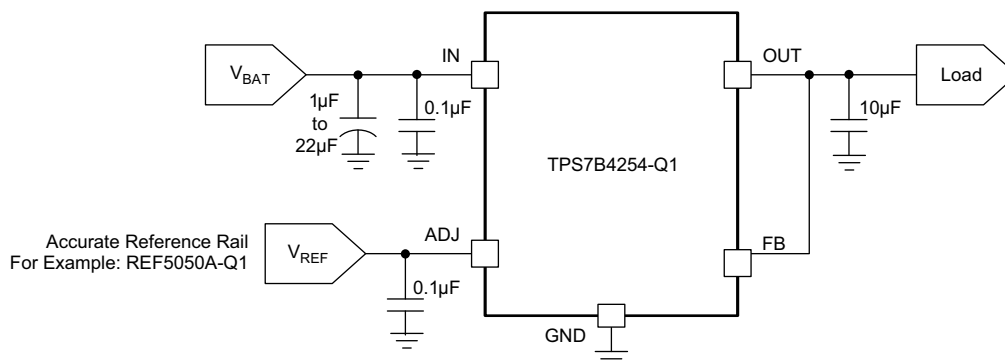 IN
OUT
V_BAT
Load
1µF
to
22µF
0.1µF
10µF
TPS7B4254-Q1
Accurate Reference Rail
For Example: REF5050A-Q1
V_REF
ADJ
FB
0.1µF
GND